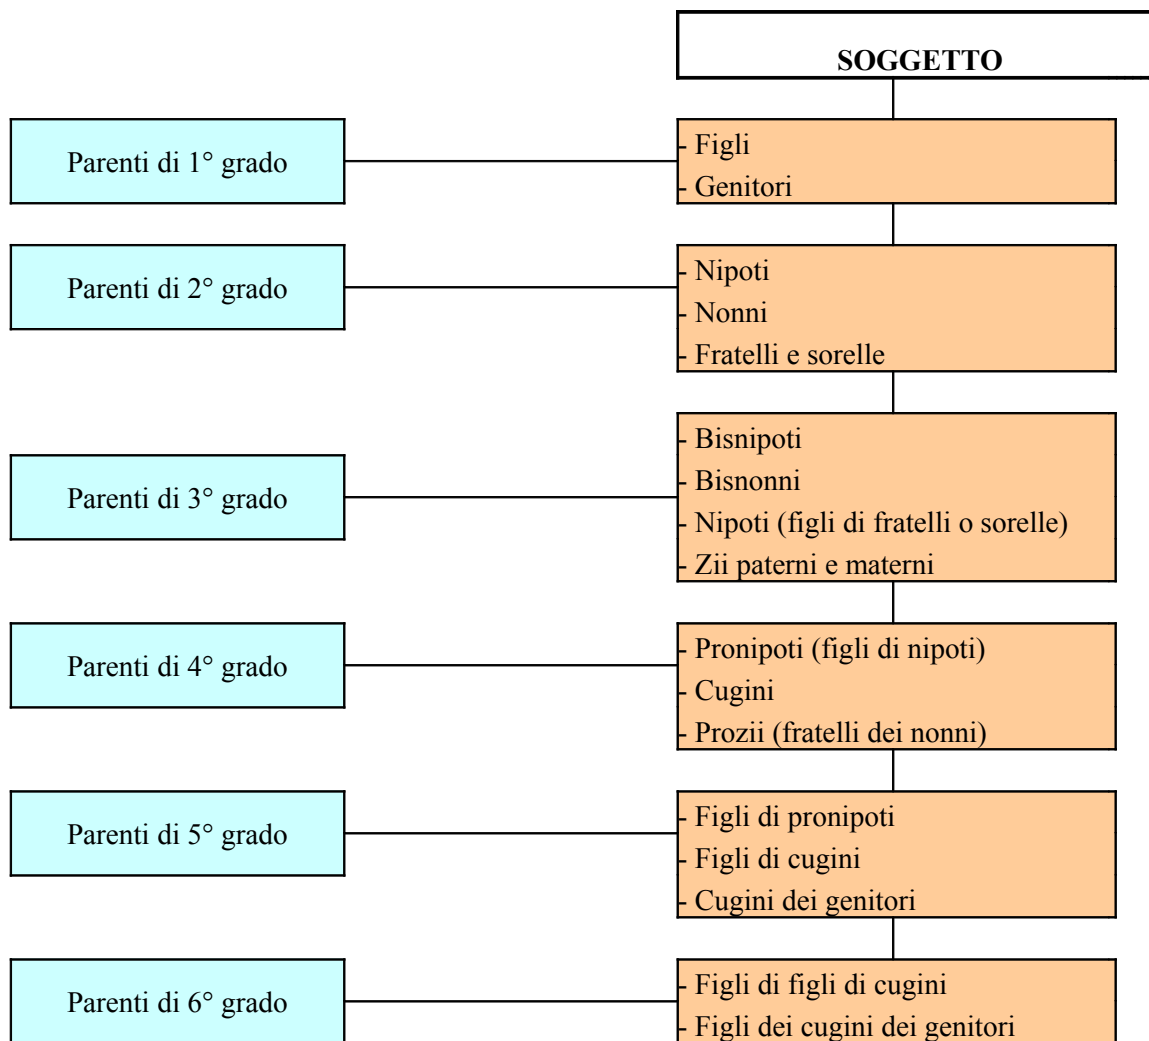 SOGGETTO
Parenti di 1° grado
- Figli
- Genitori
Parenti di 2° grado
- Nipoti
- Nonni
- Fratelli e sorelle
Parenti di 3° grado
- Bisnipoti
- Bisnonni
- Nipoti (figli di fratelli o sorelle)
- Zii paterni e materni
Parenti di 4° grado
- Pronipoti (figli di nipoti)
- Cugini
- Prozii (fratelli dei nonni)
Parenti di 5° grado
- Figli di pronipoti
- Figli di cugini
- Cugini dei genitori
Parenti di 6° grado
- Figli di figli di cugini
- Figli dei cugini dei genitori